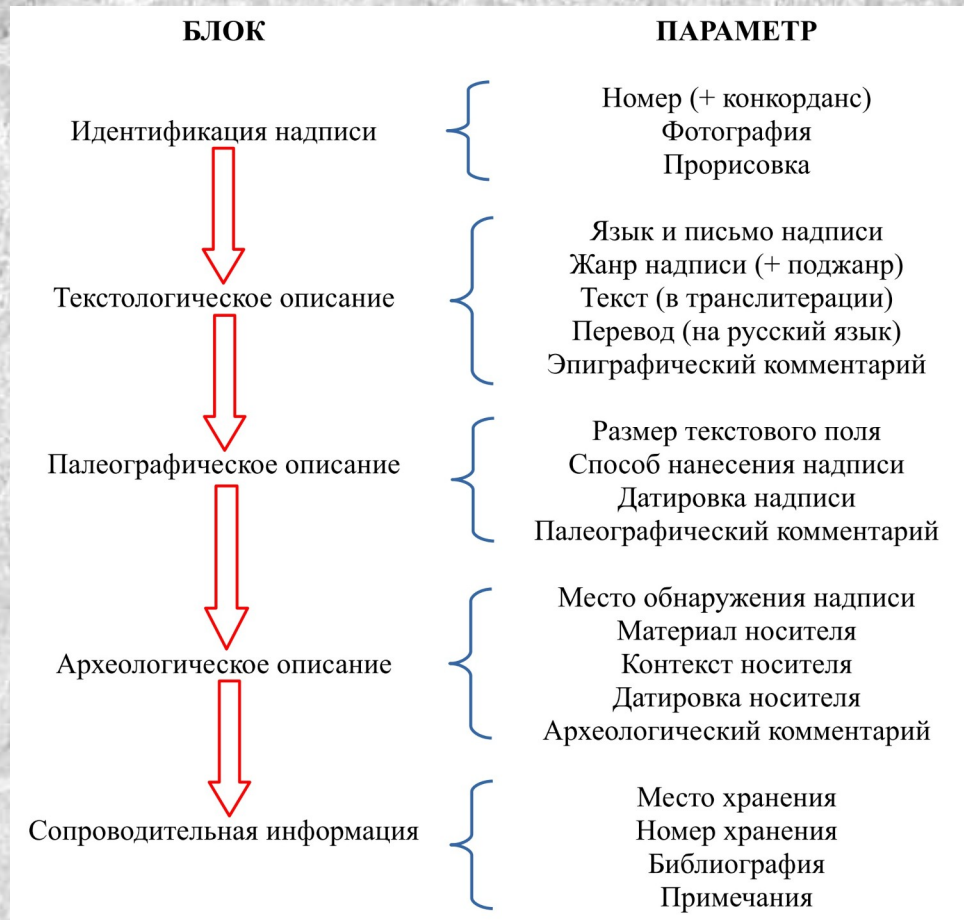 БЛОК ПАРАМЕТР
Номер (+ конкорданс)
Идентификация надписи Фотография
Прорисовка
Язык и письмо надписи
Жанр надписи (+ поджанр)
Текстологическое описание Текст (в транслитерации)
Перевод (на русский язык)
Эпиграфический комментарий
Размер текстового поля
Палеографическое описание Способ нанесения надписи
Датировка надписи
Палеографический комментарий
Место обнаружения надписи
Материал носителя
Археологическое описание Контекст носителя
Датировка носителя
Археологический комментарий
Место хранения
Сопроводительная информация Номер хранения
Библиография
Примечания